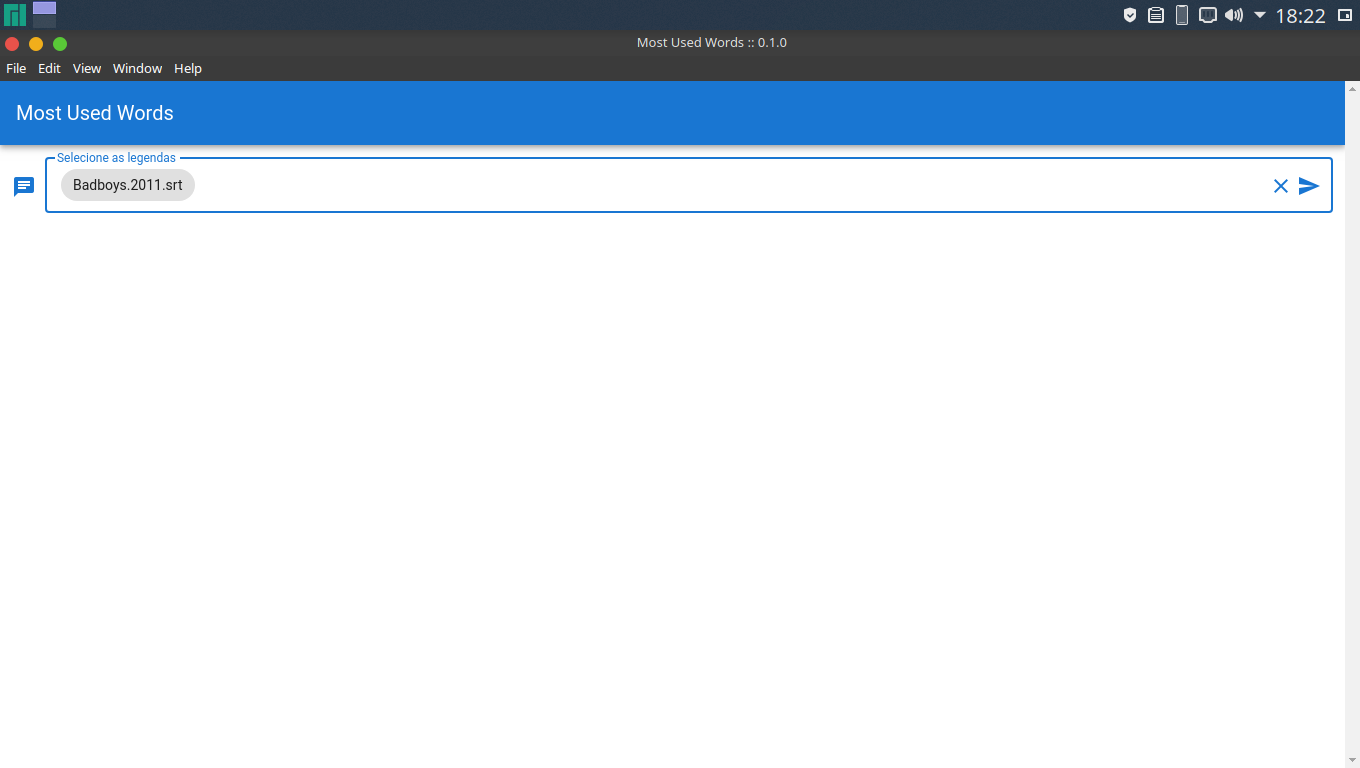 18:22
Most Used Words :: 0.1.0
File Edit View Window Help
Most Used Words
Selecione as legendas
Badboys.2011.srt